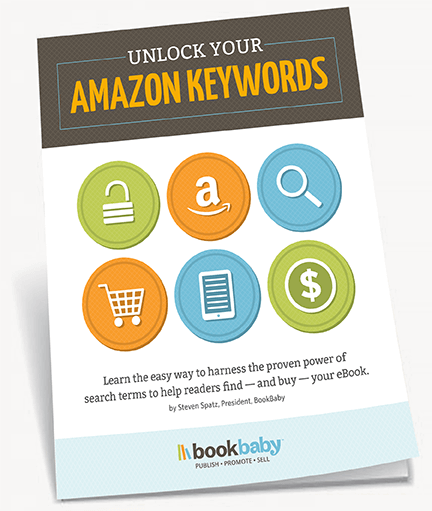 UNLOCK YOUR
AMAZON KEYWORDS
a
$
Learn the easy way to harness the proven power of
search terms to help readers find — and buy — your eBook.
by Steven Spatz, President, BookBaby
bookbaby™
PUBLISH • PROMOTE • SELL